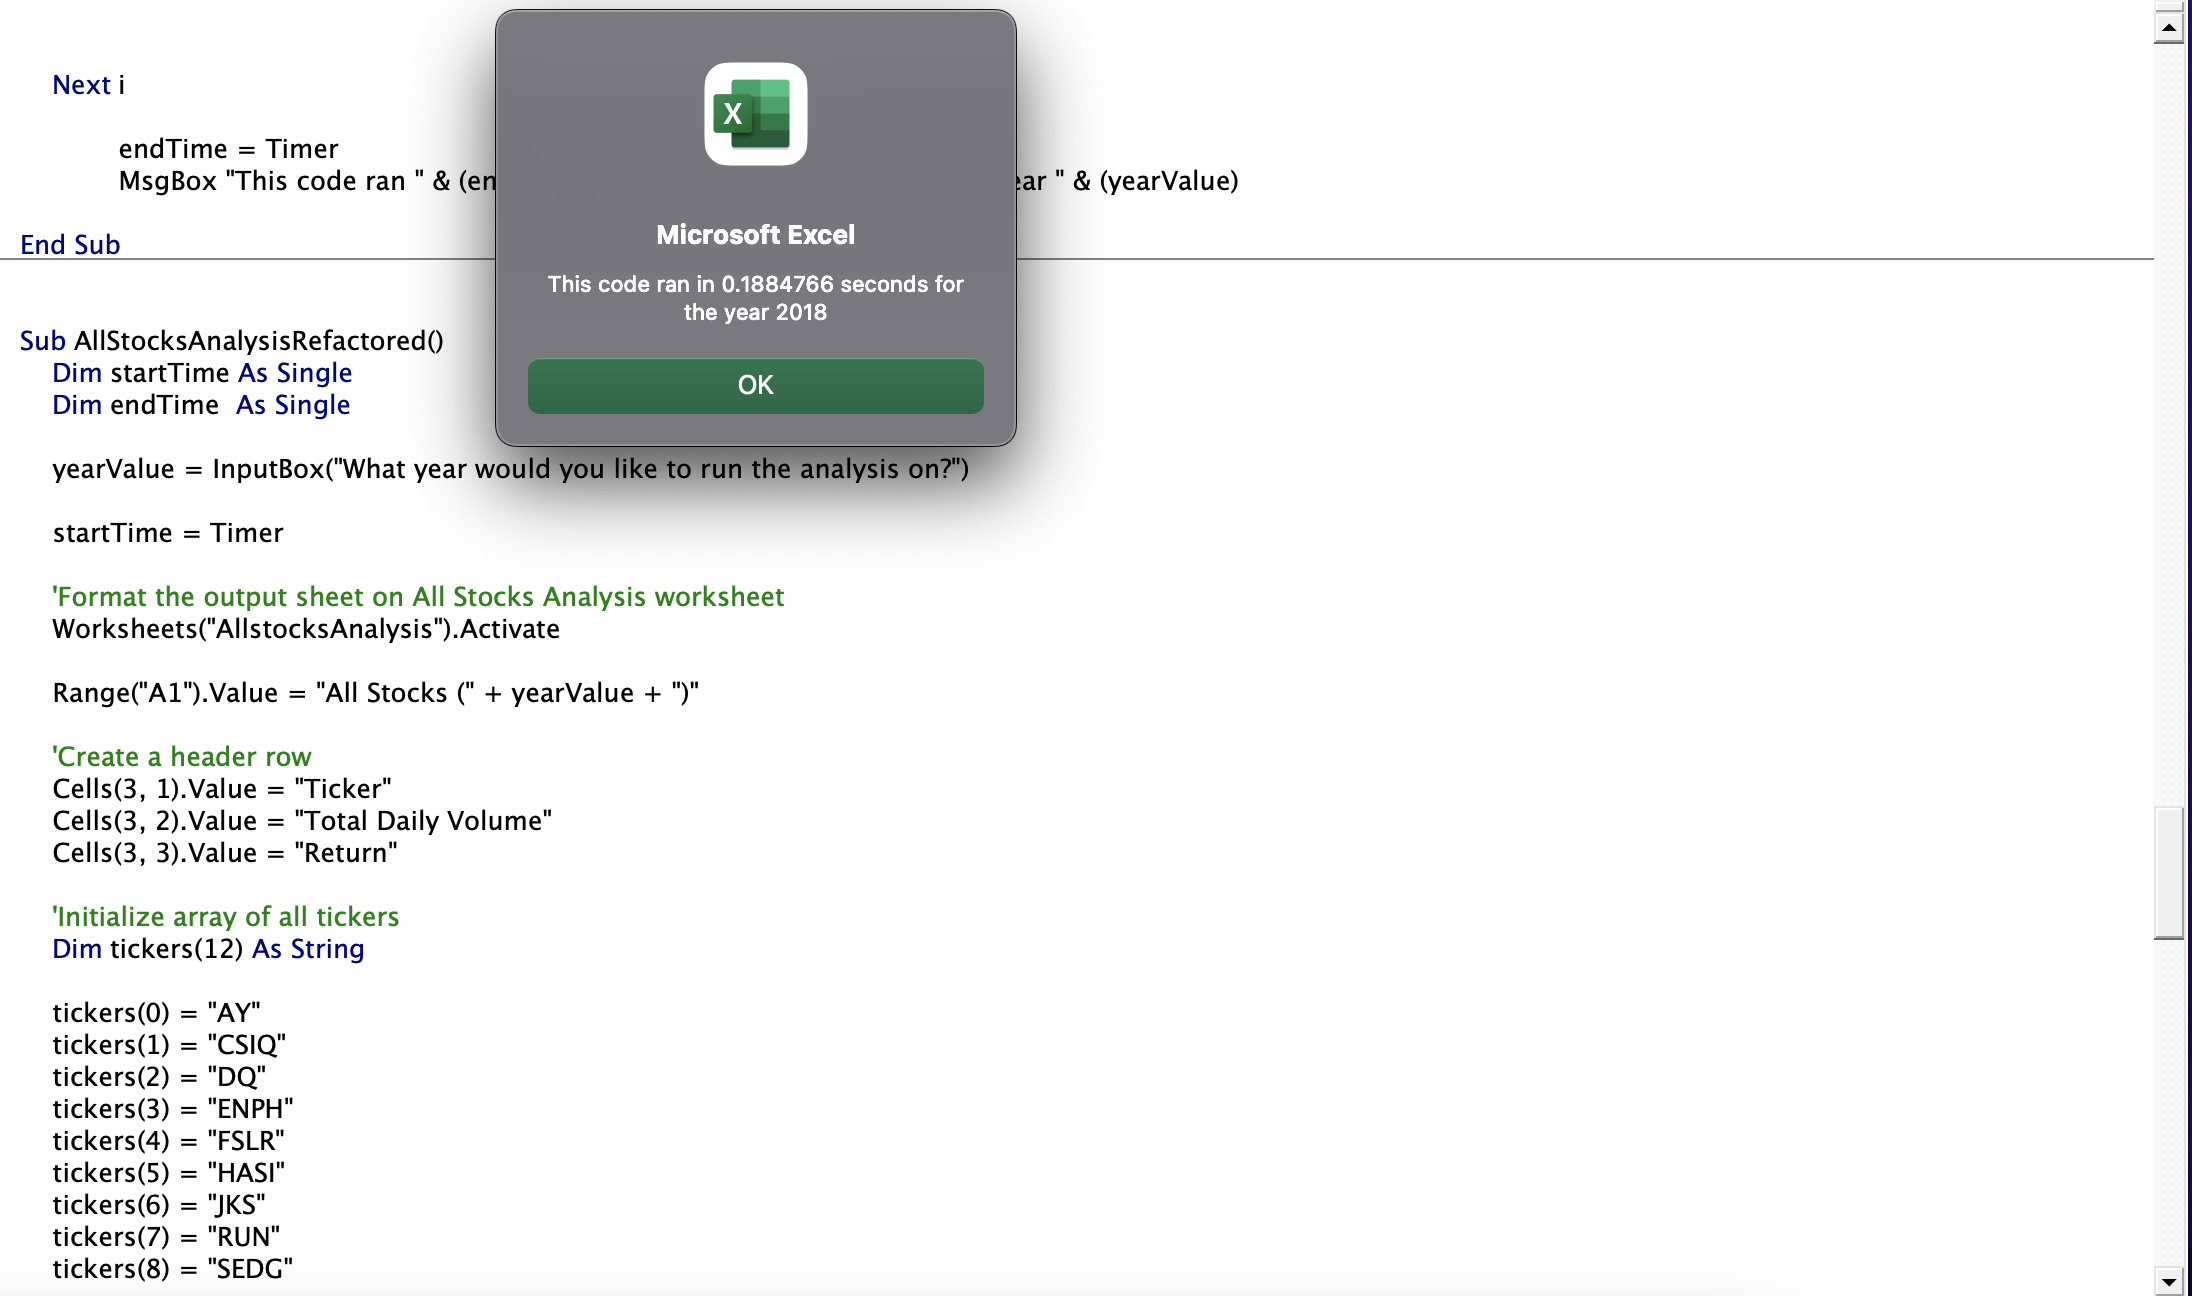 Next i
endTime = Timer
MsgBox "This code ran " & (en
ear " & (yearValue)
End Sub
X
Microsoft Excel
This code ran in 0.1884766 seconds for
the year 2018
OK
Sub AllStocksAnalysisRefactored()
Dim startTime As Single
Dim endTime  As Single
yearValue = InputBox("What year would you like to run the analysis on?")
startTime = Timer
'Format the output sheet on All Stocks Analysis worksheet
Worksheets("AllstocksAnalysis").Activate
Range("A1").Value = "All Stocks (" + yearValue + ")"
'Create a header row
Cells(3, 1).Value = "Ticker"
Cells(3, 2).Value = "Total Daily Volume"
Cells(3, 3).Value = "Return"
'Initialize array of all tickers
Dim tickers(12) As String
tickers(0) = "AY"
tickers(1) = "CSIQ"
tickers(2) = "DQ"
tickers(3) = "ENPH"
tickers(4) = "FSLR"
tickers(5) = "HASI"
tickers(6) = "JKS"
tickers(7) = "RUN"
tickers(8) = "SEDG"